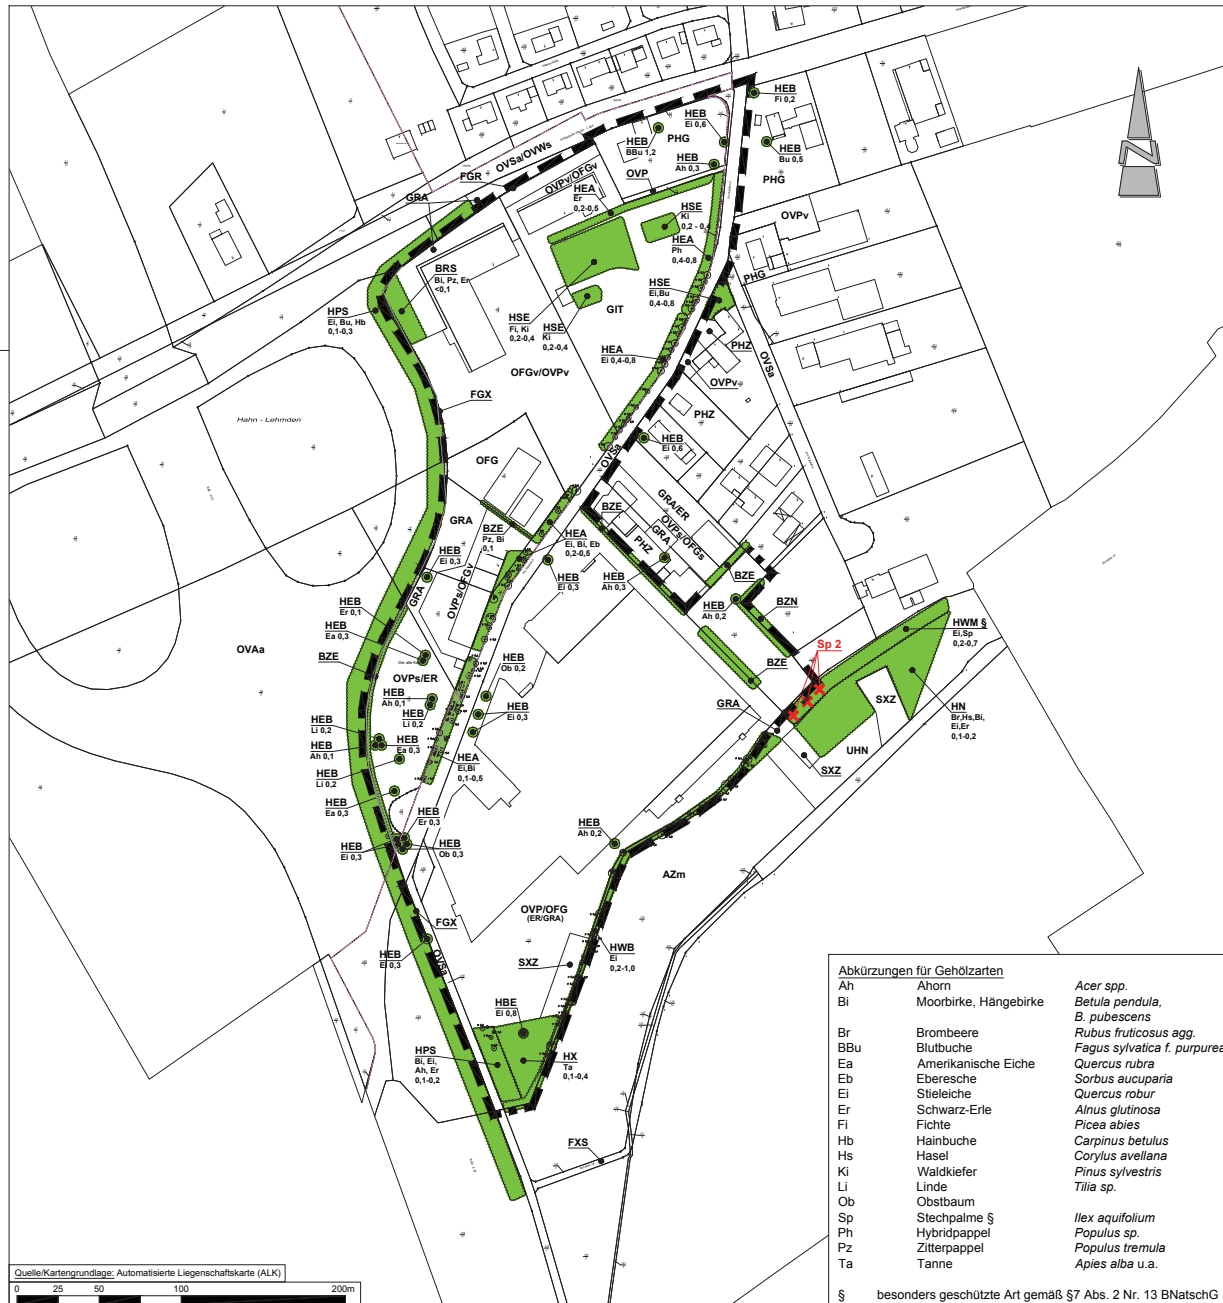 HEB
Fi 0,2
HEB
Ei 0,6
PHG
HEB
BBu 1,2
HEB
Bu 0,5
HEB
Ah 0,3
PHG
OVSa/OVWs
FGR
OVPv/OFGv
OVP
GRA
HEA
Er
0,2-0,5
HSE
Ki
0,2 - 0,4
OVPv
HEA
Ph
0,4-0,8
PHG
BRS
Bi, Pz, Er
<0,1
HSE
Ei,Bu
0,4-0,8
HPS
Ei, Bu, Hb
0,1-0,3
HSE
Fi, Ki
0,2-0,4
HSE
Ki
0,2-0,4
GIT
PHZ
HEA
Ei 0,4-0,8
OVSa
OFGv/OVPv
OVPv
FGX
PHZ
Hahn - Lehmden
HEB
Ei 0,6
OVSa
OFG
GRA/ER
OVPs/OFGs
BZE
GRA
PHZ
GRA
BZE
Pz, Bi
0,1
HEA
Ei, Bi, Eb
0,2-0,5
HEB
Ei 0,3
HEB
Ei 0,3
HEB
Ah 0,3
BZE
OVPs/OFGv
GRA
HEB
Er 0,1
HEB
Ah 0,2
BZN
HEB
Ea 0,3
HWM §
Ei,Sp
0,2-0,7
Sp 2
OVAa
BZE
OVPs/ER
HEB
Ob 0,2
BZE
HN
Br,Hs,Bi,
Ei,Er
0,1-0,2
SXZ
HEB
Ah 0,1
HEB
Li 0,2
HEB
Ei 0,3
GRA
HEB
Li 0,2
HEB
Ah 0,1
HEB
Ea 0,3
HEA
Ei,Bi
0,1-0,5
UHN
SXZ
HEB
Li 0,2
HEB
Ea 0,3
HEB
Er 0,3
HEB
Ei 0,3
HEB
Ob 0,3
HEB
Ah 0,2
AZm
OVP/OFG
(ER/GRA)
FGX
HEB
Ei 0,3
OVSa
SXZ
HWB
Ei
0,2-1,0
HBE
Ei 0,8
HPS
Bi, Ei,
Ah, Er
0,1-0,2
HX
Ta
0,1-0,4
FXS
N
Abkürzungen für Gehölzarten
Ah Ahorn Acer spp.
Bi Moorbirke, Hängebirke Betula pendula,
B. pubescens
Br Brombeere Rubus fruticosus agg.
BBu Blutbuche Fagus sylvatica f. purpurea
Ea Amerikanische Eiche Quercus rubra
Eb Eberesche Sorbus aucuparia
Ei Stieleiche Quercus robur
Er Schwarz-Erle Alnus glutinosa
Fi Fichte Picea abies
Hb Hainbuche Carpinus betulus
Hs Hasel Corylus avellana
Ki Waldkiefer Pinus sylvestris
Li Linde Tilia sp.
Ob Obstbaum
Sp Stechpalme § Ilex aquifolium
Ph Hybridpappel Populus sp.
Pz Zitterpappel Populus tremula
Ta Tanne Apies alba u.a.
§ besonders geschützte Art gemäß §7 Abs. 2 Nr. 13 BNatschG
Quelle/Kartengrundlage: Automatisierte Liegenschaftskarte (ALK)
0 25 50 100 200m